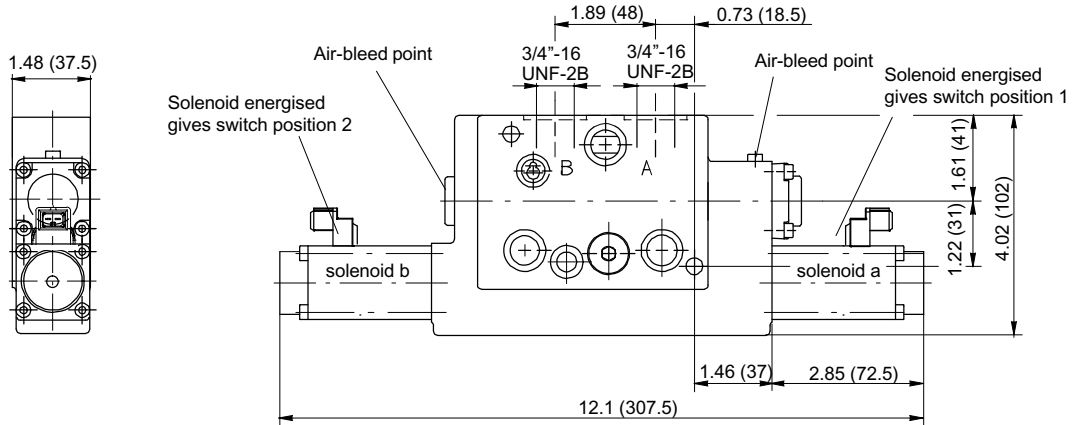 1.89 (48)
0.73 (18.5)
1.48 (37.5)
Air-bleed point
3/4”-16
UNF-2B
3/4”-16
UNF-2B
Air-bleed point
Solenoid energised
gives switch position 1
Solenoid energised
gives switch position 2
B
A
1.61 (41)
1.22 (31)
4.02 (102)
solenoid b
solenoid a
1.46 (37)
2.85 (72.5)
12.1 (307.5)